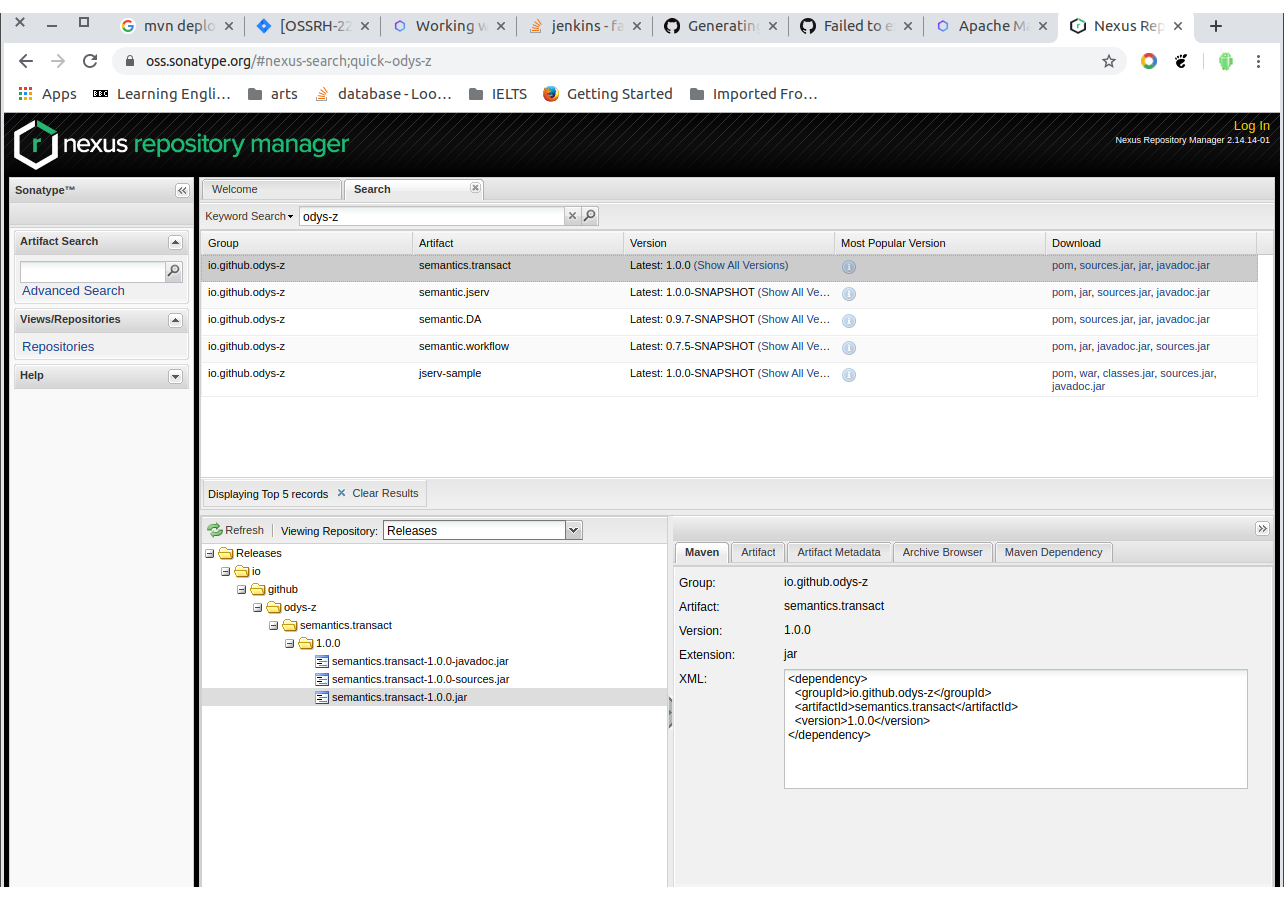 mvn deplo
[OSSRH-22
Working w
jenkins - fa
Generating
Failed to e
Apache Ma
Nexus Rep
oss.sonatype.org/#nexus-search;quick~odys-z
Apps
BBC Learning Engli...
arts
database - Loo...
IELTS
Getting Started
Imported Fro...
r nexus repository manager
Log In
Nexus Repository Manager 2.14.14-01
Sonatype™
Welcome
Search
Artifact Search
Advanced Search
Views/Repositories
Repositories
Help
Keyword Search odys-z
Group Artifact Version Most Popular Version Download
io.github.odys-z semantics.transact Latest: 1.0.0 (Show All Versions) pom, sources.jar, jar, javadoc.jar
io.github.odys-z semantic.jserv Latest: 1.0.0-SNAPSHOT (Show All Ve... pom, jar, sources.jar, javadoc.jar
io.github.odys-z semantic.DA Latest: 0.9.7-SNAPSHOT (Show All Ve... pom, sources.jar, jar, javadoc.jar
io.github.odys-z semantic.workflow Latest: 0.7.5-SNAPSHOT (Show All Ve... pom, jar, javadoc.jar, sources.jar
io.github.odys-z jserv-sample Latest: 1.0.0-SNAPSHOT (Show All Ve... pom, war, classes.jar, sources.jar,
javadoc.jar
Displaying Top 5 records Clear Results
Refresh Viewing Repository: Releases
Releases
io
github
odys-z
semantics.transact
1.0.0
semantics.transact-1.0.0-javadoc.jar
semantics.transact-1.0.0-sources.jar
semantics.transact-1.0.0.jar
Maven Artifact Artifact Metadata Archive Browser Maven Dependency
Group: io.github.odys-z
Artifact: semantics.transact
Version: 1.0.0
Extension: jar
XML: <dependency>
<groupId>io.github.odys-z</groupId>
<artifactId>semantics.transact</artifactId>
<version>1.0.0</version>
</dependency>